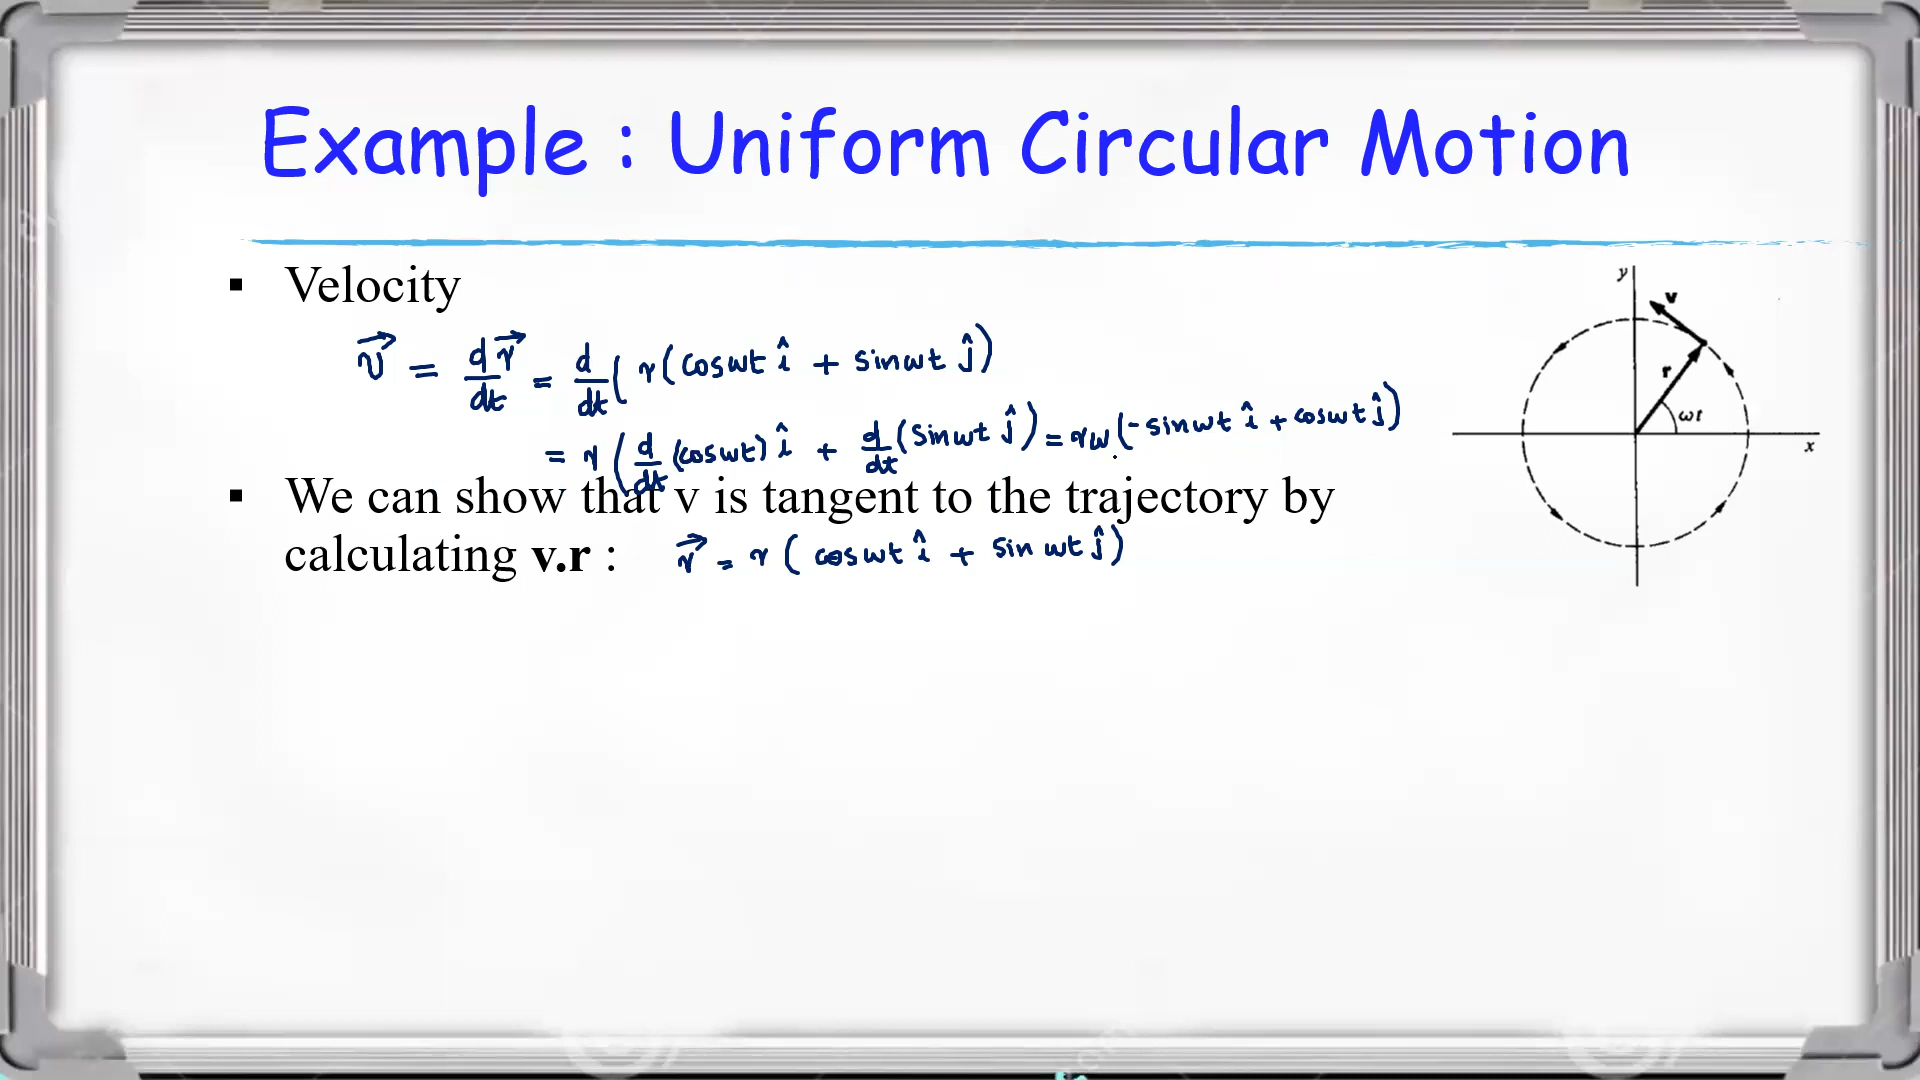 Example : Uniform Circular Motion
▪ Velocity
v⃗ = dr⃗/dt = d/dt ( r(cosωt î + sinωt ĵ)
= r ( d/dt (cosωt) î + d/dt (sinωt ĵ) = rω (-sinωt î + cosωt ĵ)
▪ We can show that v is tangent to the trajectory by
calculating v.r : r⃗ = r ( cosωt î + sin ωt ĵ)
y
v
r
ωt
x